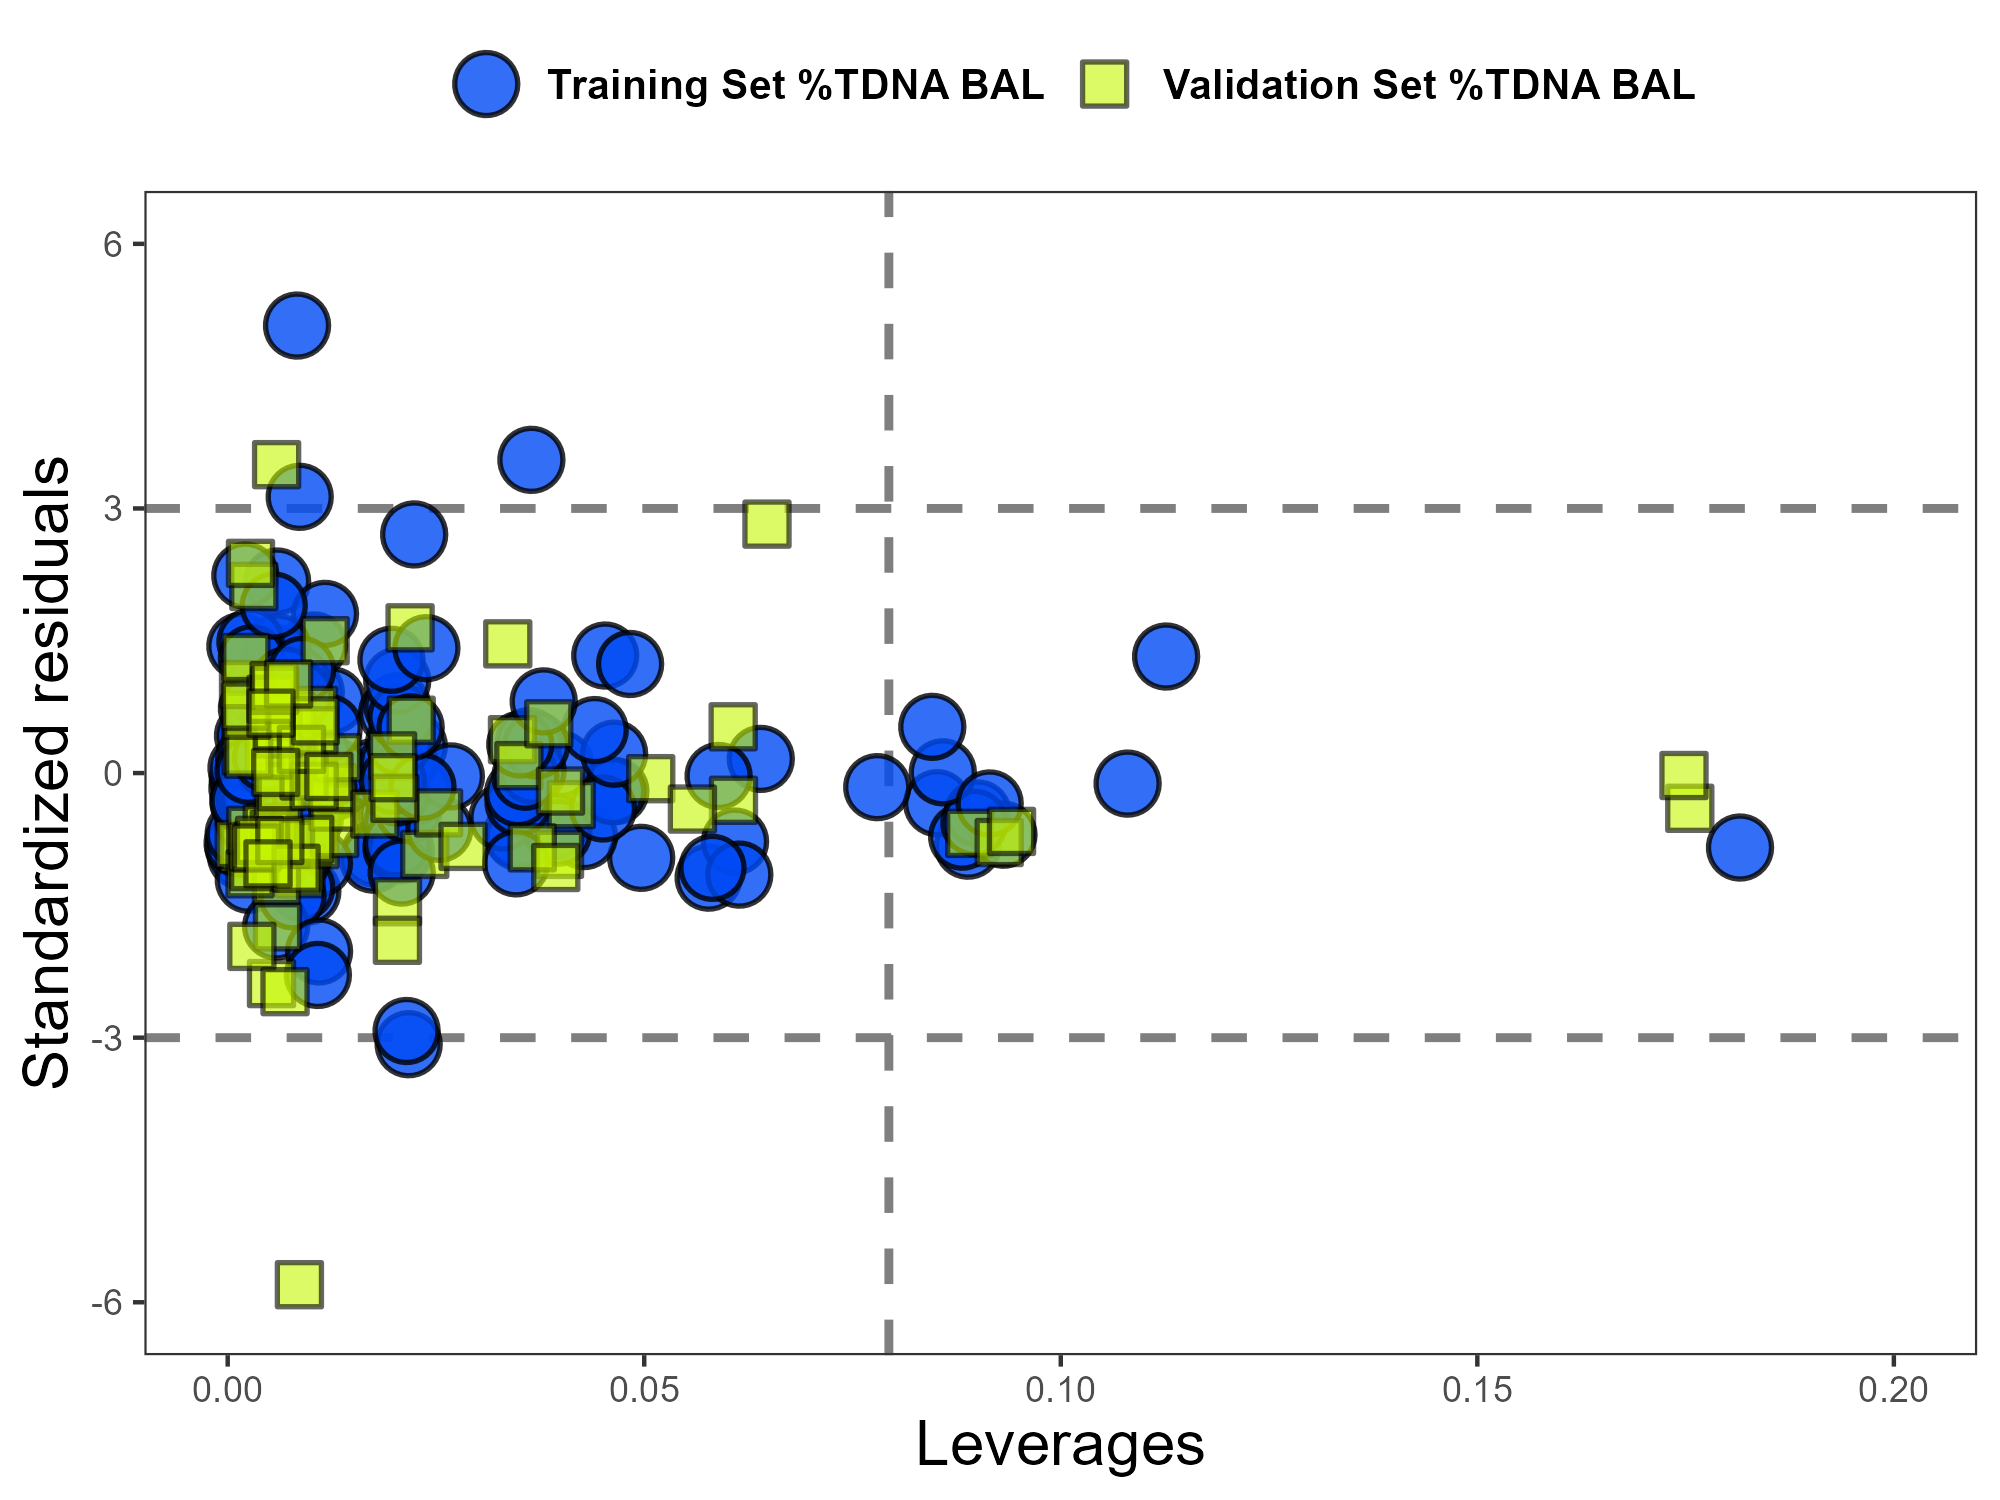 Training Set %TDNA BAL
Validation Set %TDNA BAL
Standardized residuals
6
3
0
-3
-6
0.00
0.05
0.10
0.15
0.20
Leverages